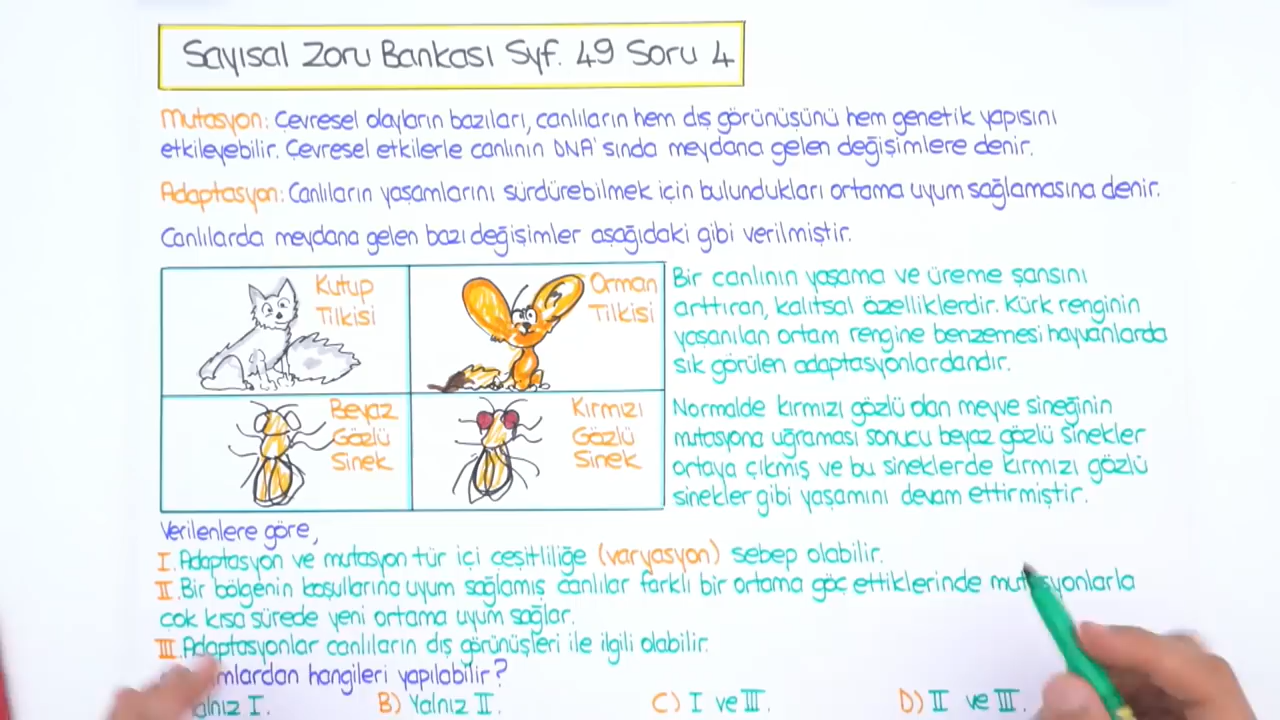 Sayısal Zoru Bankası Syf. 49 Soru 4
Mutasyon: Çevresel olayların bazıları, canlıların hem dış görünüşünü hem genetik yapısını
etkileyebilir. Çevresel etkilerle canlının DNA'sında meydana gelen değişimlere denir.
Adaptasyon: Canlıların yaşamlarını sürdürebilmek için bulundukları ortama uyum sağlamasına denir.
Canlılarda meydana gelen bazı değişimler aşağıdaki gibi verilmiştir.
Kutup
Tilkisi
Orman
Tilkisi
Bir canlının yaşama ve üreme şansını
arttıran, kalıtsal özelliklerdir. Kürk renginin
yaşanılan ortam rengine benzemesi hayvanlarda
sık görülen adaptasyonlardandır.
Beyaz
Gözlü
Sinek
Kırmızı
Gözlü
Sinek
Normalde kırmızı gözlü olan meyve sineğinin
mutasyona uğraması sonucu beyaz gözlü sinekler
ortaya çıkmış ve bu sineklerde kırmızı gözlü
sinekler gibi yaşamını devam ettirmiştir.
Verilenlere göre,
I. Adaptasyon ve mutasyon tür içi çeşitliliğe (varyasyon) sebep olabilir.
II. Bir bölgenin koşullarına uyum sağlamış canlılar farklı bir ortama göç ettiklerinde mutasyonlarla
çok kısa sürede yeni ortama uyum sağlar.
III. Adaptasyonlar canlıların dış görünüşleri ile ilgili olabilir.
hangileri yapılabilir?
I.
B) Yalnız II.
C) I ve III.
D) II ve III.